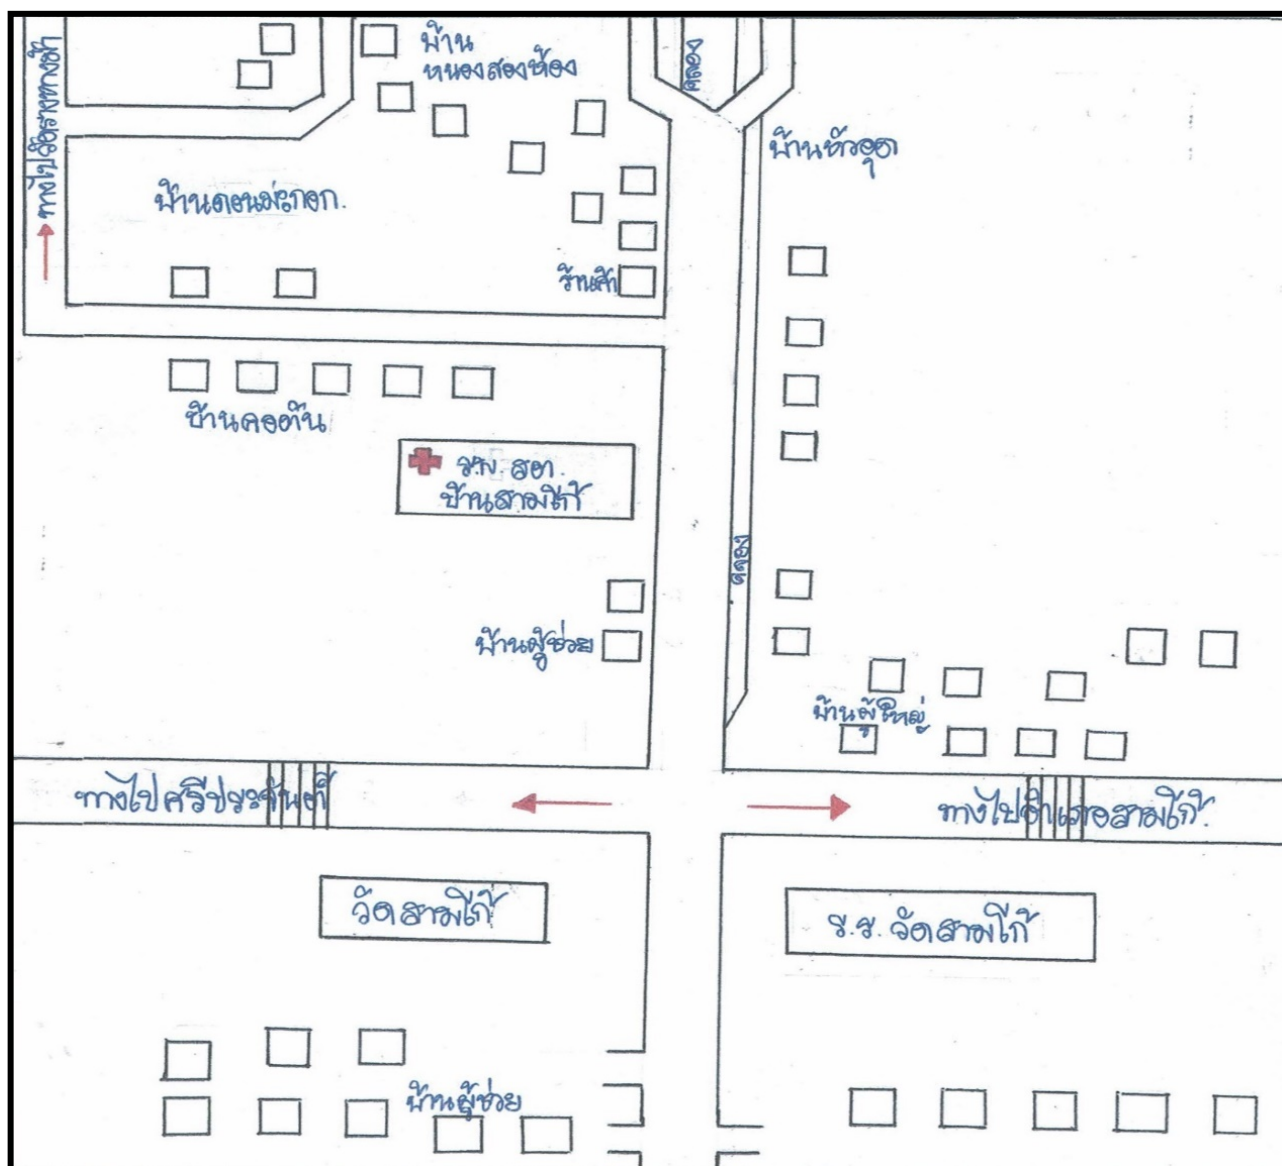 บ้าน
หนองสองห้อง
คลอง
ทางไปวัดรางทางช้า
บ้านหัวอุด
บ้านดอนมะกอก.
ร้านค้า
บ้านคอตัน
รพ. สต.
บ้านสามโก้
คลอง
บ้านผู้ช่วย
บ้านผู้ใหญ่
ทางไปศรีประจันต์
ทางไปอำเภอสามโก้.
วัดสามโก้
ร.ร. วัดสามโก้
บ้านผู้ช่วย